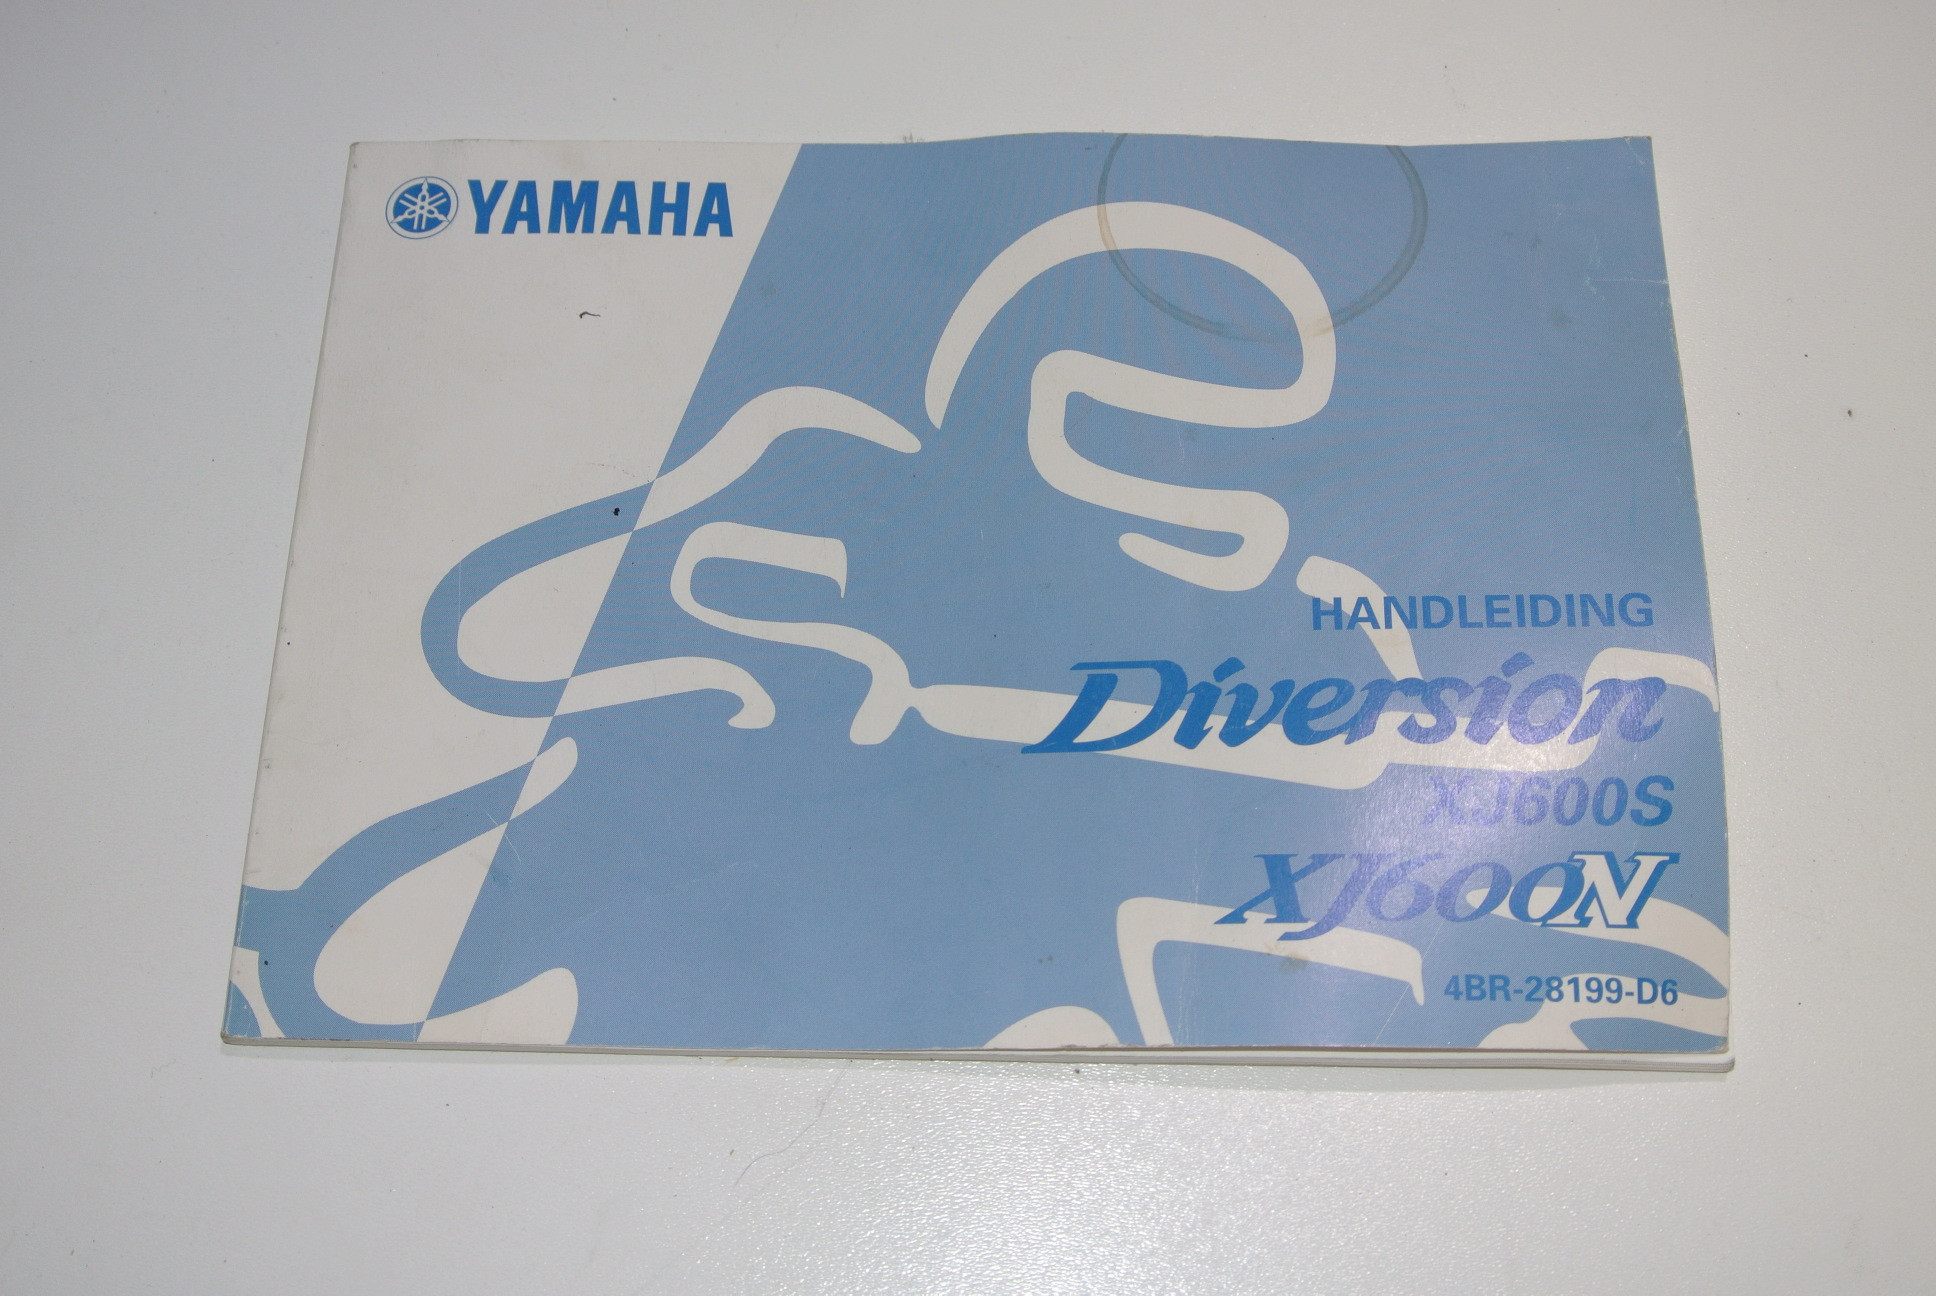 YAMAHA
HANDLEIDING
Diversion
XJ600S
XJ600N
4BR-28199-D6